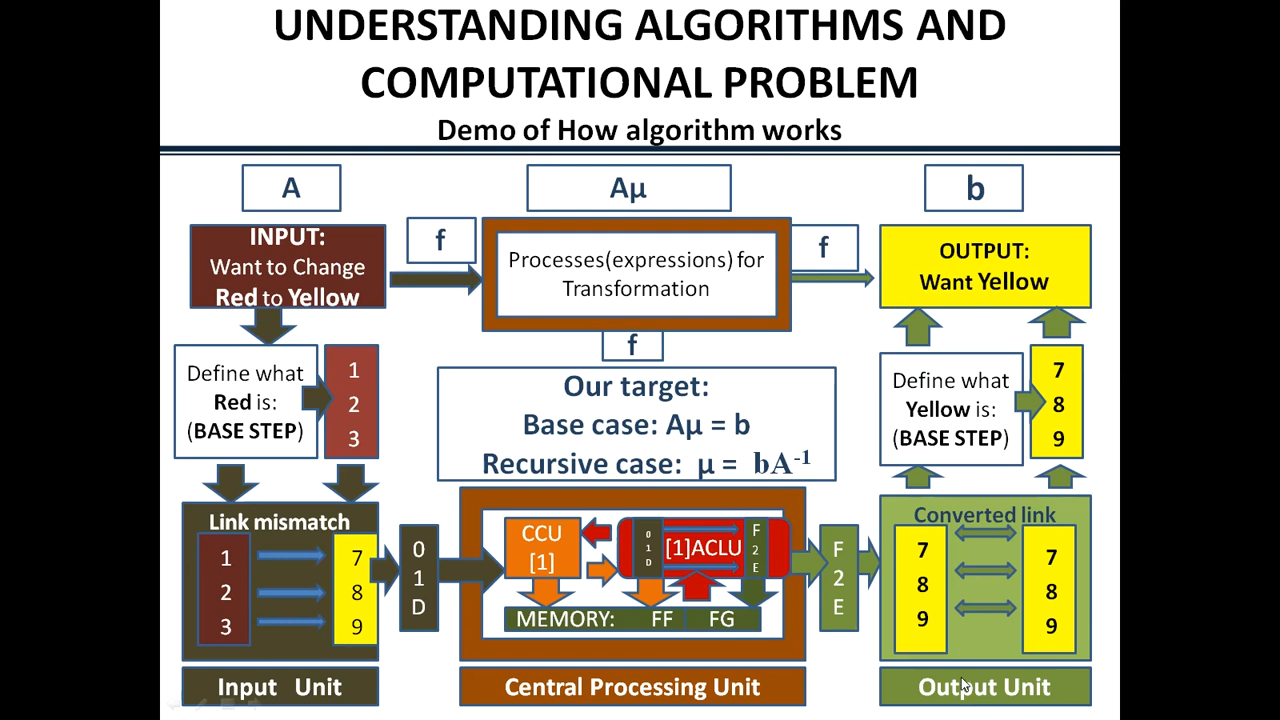 UNDERSTANDING ALGORITHMS AND
COMPUTATIONAL PROBLEM
Demo of How algorithm works
A
Aμ
b
INPUT:
Want to Change
Red to Yellow
f
Processes(expressions) for
Transformation
f
OUTPUT:
Want Yellow
f
Define what
Red is:
(BASE STEP)
1
2
3
Our target:
Base case: Aμ = b
Recursive case: μ = bA⁻¹
Define what
Yellow is:
(BASE STEP)
7
8
9
Link mismatch
1
2
3
7
8
9
0
1
D
CCU
[1]
0
1
D
[1]ACLU
F
2
E
MEMORY: FF FG
F
2
E
Converted link
7
8
9
7
8
9
Input Unit
Central Processing Unit
Output Unit